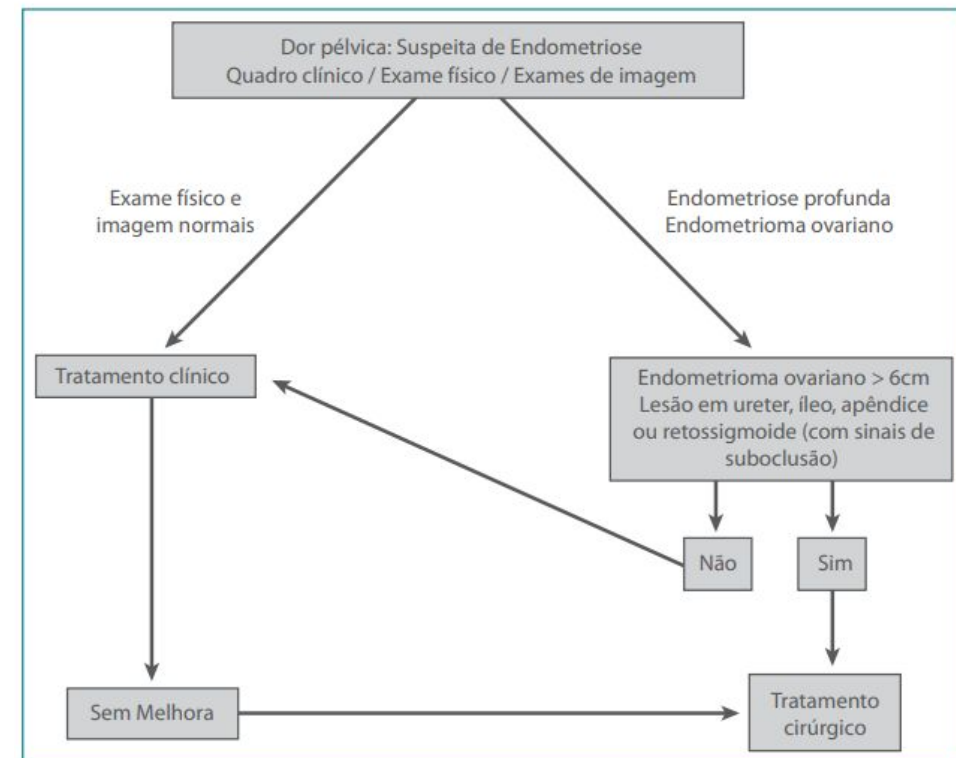 Dor pélvica: Suspeita de Endometriose
Quadro clínico / Exame físico / Exames de imagem
Exame físico e
imagem normais
Endometriose profunda
Endometrioma ovariano
Tratamento clínico
Endometrioma ovariano > 6cm
Lesão em ureter, íleo, apêndice
ou retossigmoide (com sinais de
suboclusão)
Não
Sim
Sem Melhora
Tratamento
cirúrgico